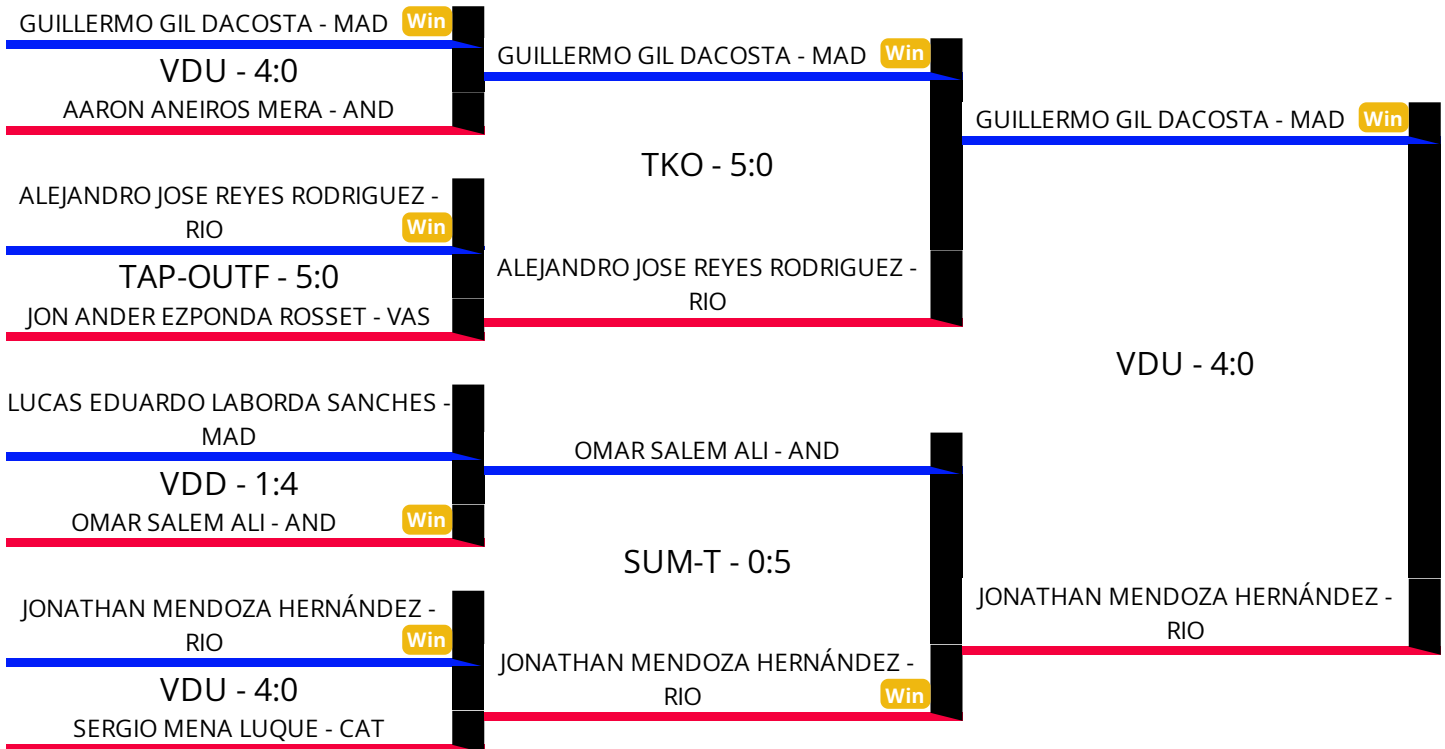 GUILLERMO GIL DACOSTA - MAD Win
VDU - 4:0
AARON ANEIROS MERA - AND
ALEJANDRO JOSE REYES RODRIGUEZ -
RIO Win
TAP-OUTF - 5:0
JON ANDER EZPONDA ROSSET - VAS
LUCAS EDUARDO LABORDA SANCHES -
MAD
VDD - 1:4
OMAR SALEM ALI - AND Win
JONATHAN MENDOZA HERNÁNDEZ -
RIO Win
VDU - 4:0
SERGIO MENA LUQUE - CAT
GUILLERMO GIL DACOSTA - MAD Win
TKO - 5:0
ALEJANDRO JOSE REYES RODRIGUEZ -
RIO
OMAR SALEM ALI - AND
SUM-T - 0:5
JONATHAN MENDOZA HERNÁNDEZ -
RIO Win
GUILLERMO GIL DACOSTA - MAD Win
VDU - 4:0
JONATHAN MENDOZA HERNÁNDEZ -
RIO